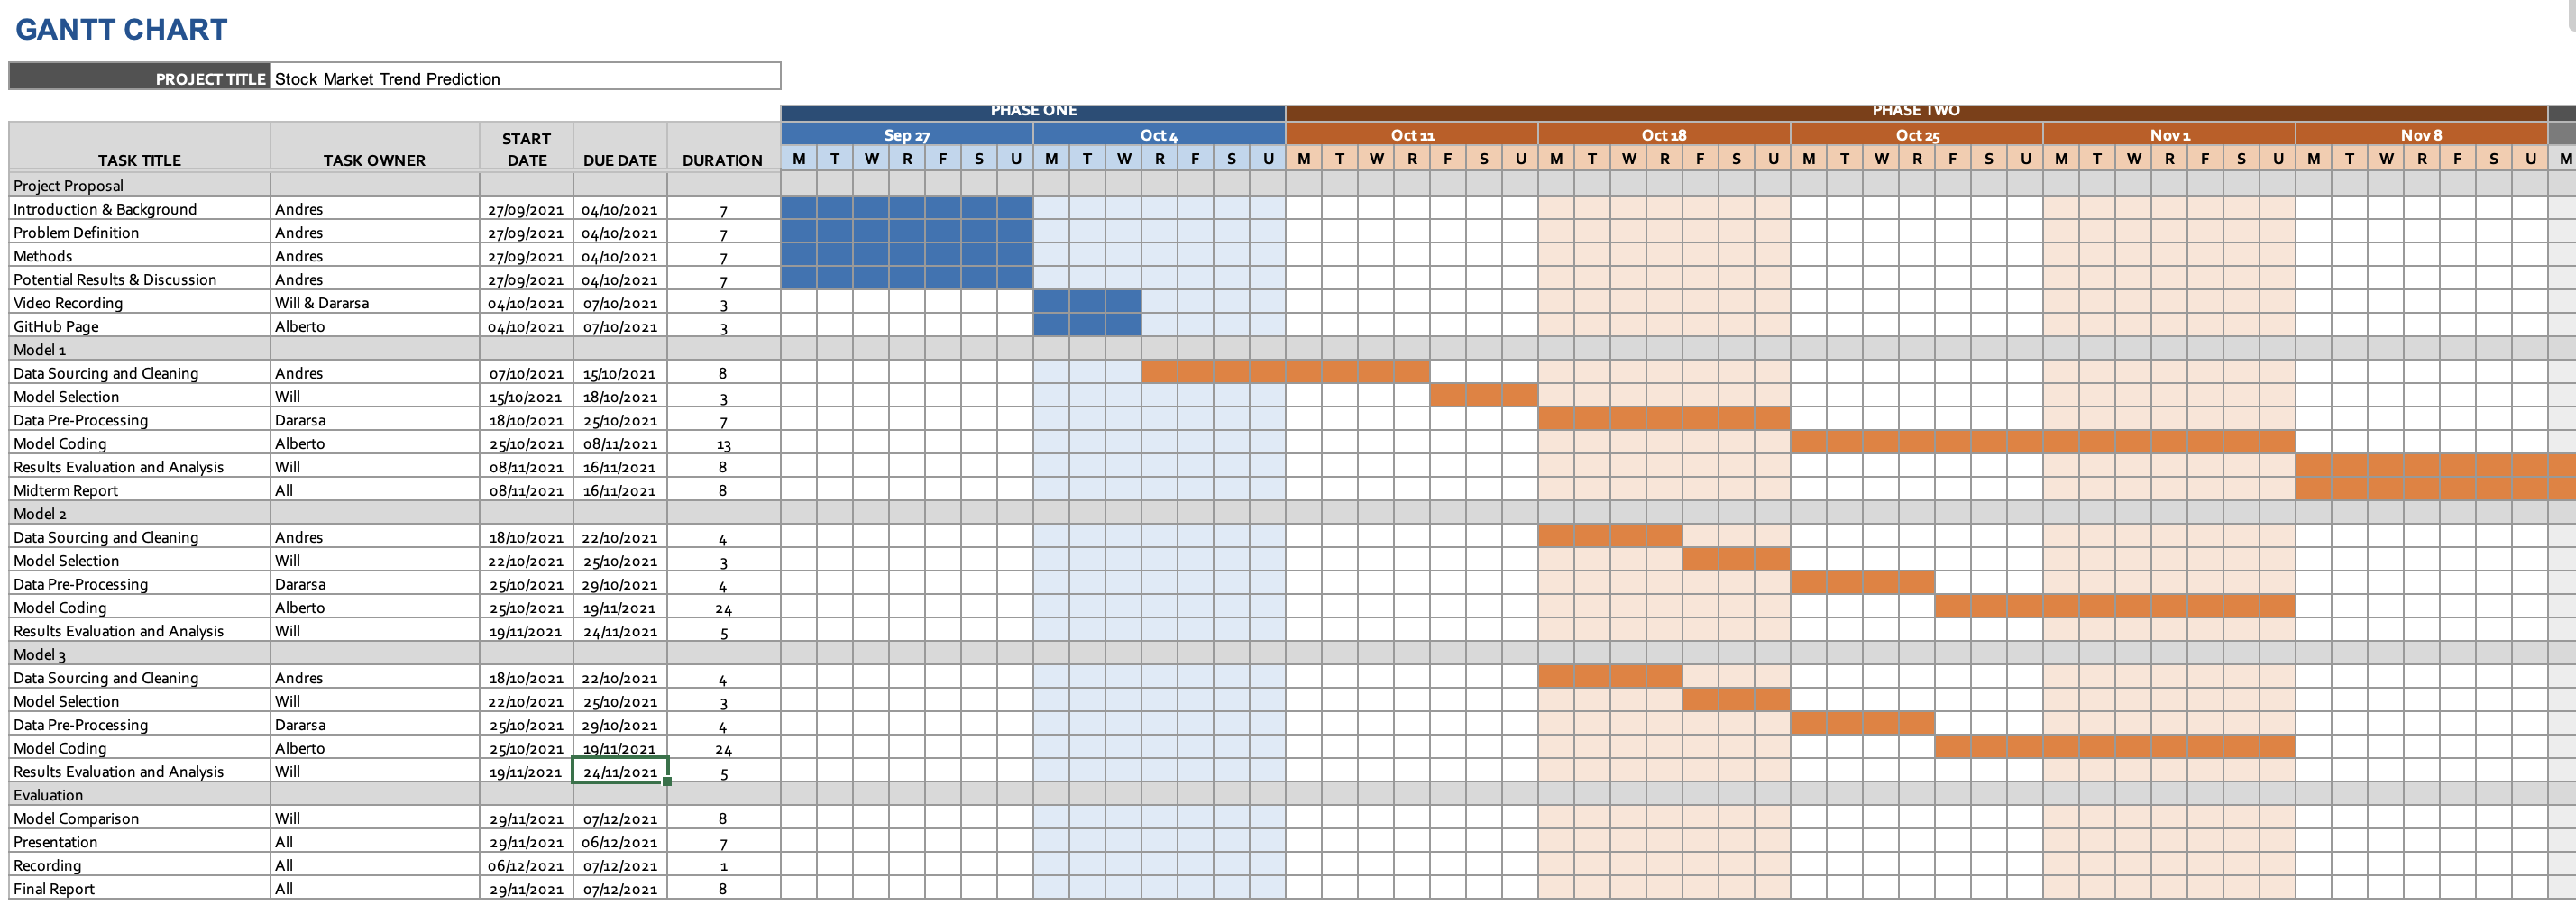 GANTT CHART
PROJECT TITLE Stock Market Trend Prediction
PHASE ONE PHASE TWO
Sep 27 Oct 4 Oct 11 Oct 18 Oct 25 Nov 1 Nov 8
TASK TITLE TASK OWNER START DATE DUE DATE DURATION M T W R F S U M T W R F S U M T W R F S U M T W R F S U M T W R F S U M T W R F S U M T W R F S U M
Project Proposal
Introduction & Background Andres 27/09/2021 04/10/2021 7
Problem Definition Andres 27/09/2021 04/10/2021 7
Methods Andres 27/09/2021 04/10/2021 7
Potential Results & Discussion Andres 27/09/2021 04/10/2021 7
Video Recording Will & Dararsa 04/10/2021 07/10/2021 3
GitHub Page Alberto 04/10/2021 07/10/2021 3
Model 1
Data Sourcing and Cleaning Andres 07/10/2021 15/10/2021 8
Model Selection Will 15/10/2021 18/10/2021 3
Data Pre-Processing Dararsa 18/10/2021 25/10/2021 7
Model Coding Alberto 25/10/2021 08/11/2021 13
Results Evaluation and Analysis Will 08/11/2021 16/11/2021 8
Midterm Report All 08/11/2021 16/11/2021 8
Model 2
Data Sourcing and Cleaning Andres 18/10/2021 22/10/2021 4
Model Selection Will 22/10/2021 25/10/2021 3
Data Pre-Processing Dararsa 25/10/2021 29/10/2021 4
Model Coding Alberto 25/10/2021 19/11/2021 24
Results Evaluation and Analysis Will 19/11/2021 24/11/2021 5
Model 3
Data Sourcing and Cleaning Andres 18/10/2021 22/10/2021 4
Model Selection Will 22/10/2021 25/10/2021 3
Data Pre-Processing Dararsa 25/10/2021 29/10/2021 4
Model Coding Alberto 25/10/2021 19/11/2021 24
Results Evaluation and Analysis Will 19/11/2021 24/11/2021 5
Evaluation
Model Comparison Will 29/11/2021 07/12/2021 8
Presentation All 29/11/2021 06/12/2021 7
Recording All 06/12/2021 07/12/2021 1
Final Report All 29/11/2021 07/12/2021 8